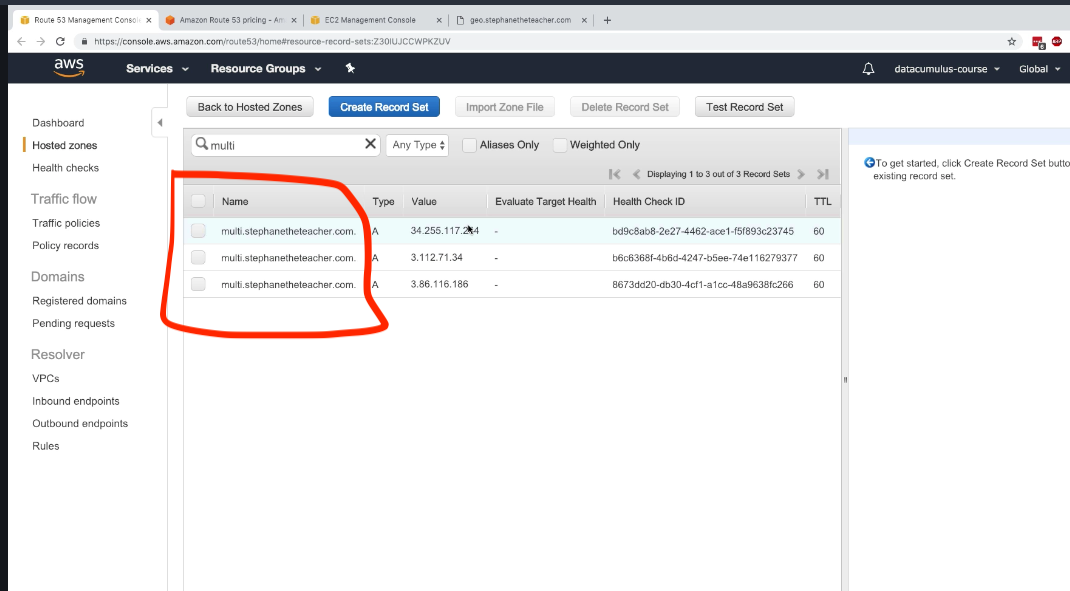 Route 53 Management Consol
Amazon Route 53 pricing - Am
EC2 Management Console
geo.stephanetheteacher.com
https://console.aws.amazon.com/route53/home#resource-record-sets:Z30IUJCCWPKZUV
aws
Services
Resource Groups
datacumulus-course
Global
Dashboard
Hosted zones
Health checks
Traffic flow
Traffic policies
Policy records
Domains
Registered domains
Pending requests
Resolver
VPCs
Inbound endpoints
Outbound endpoints
Rules
Back to Hosted Zones
Create Record Set
Import Zone File
Delete Record Set
Test Record Set
multi
Any Type
Aliases Only
Weighted Only
Displaying 1 to 3 out of 3 Record Sets
Name Type Value Evaluate Target Health Health Check ID TTL
multi.stephanetheteacher.com. A - bd9c8ab8-2e27-4462-ace1-f5f893c23745 60
multi.stephanetheteacher.com. A 3.112.71.34 - b6c6368f-4b6d-4247-b5ee-74e116279377 60
multi.stephanetheteacher.com. A 3.86.116.186 - 8673dd20-db30-4cf1-a1cc-48a9638fc266 60
To get started, click Create Record Set butto
existing record set.